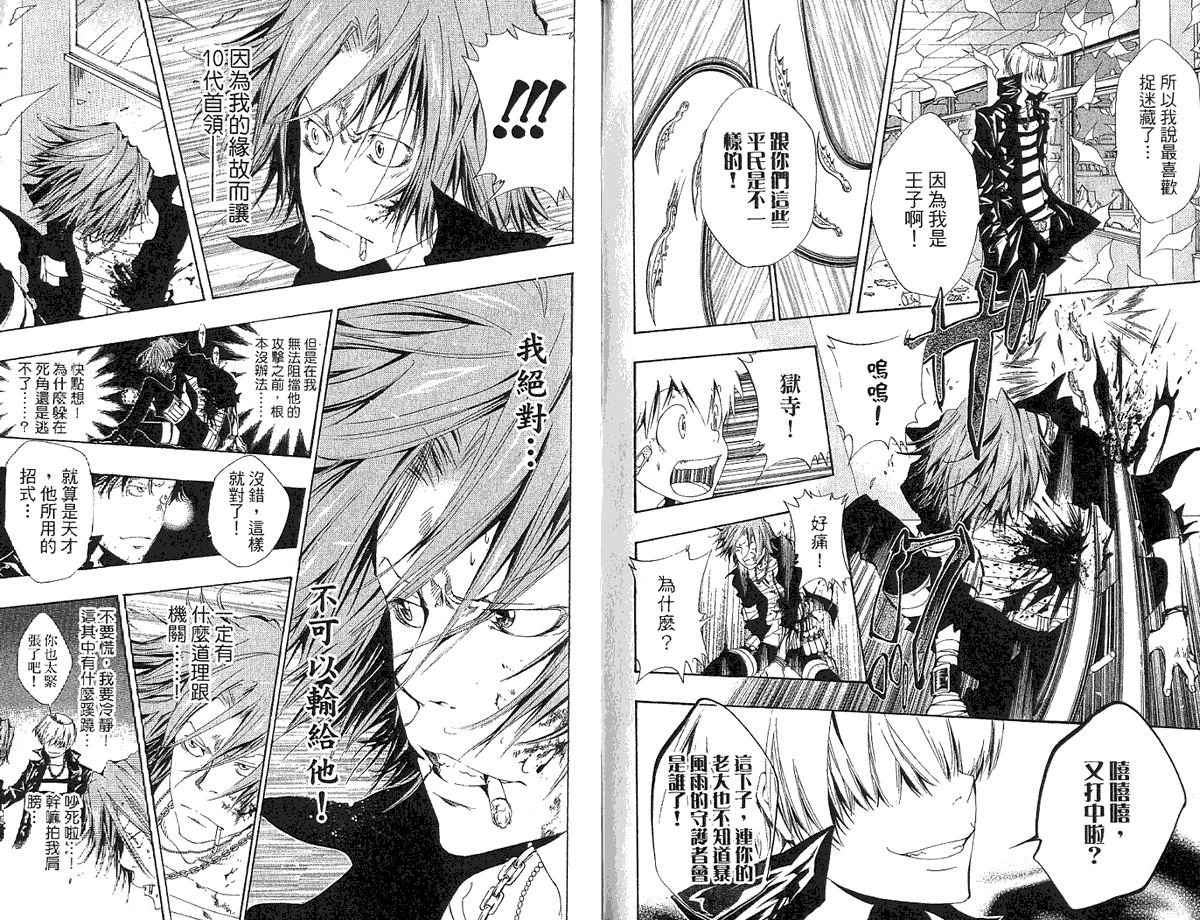 所以我說最喜歡
捉迷藏了…
因為我是
王子啊！
跟你們這些
平民是不一
樣的！
ザ
嗚嗚！
獄寺！
好痛！
為什麼？
嘻嘻嘻，
又打中啦？
這下子，連你的
老大也不知道暴
風雨的守護者會
是誰了！
!!!
因為我的緣故而讓
10代首領—
我絕對…
不可以輸給他！
但是在我
無法阻擋他的
攻擊之前，根
本沒辦法，
快點想！
為什麼躲在
死角還是逃
不了……？
沒錯，這樣
就對了！
就算是天才
，他所用的
招式…
一定有
什麼道理跟
機關……！
不要慌，我要冷靜！
這其中有什麼蹊蹺…
你也太緊
張了吧！
吵死啦…！
幹嘛拍我肩
膀…